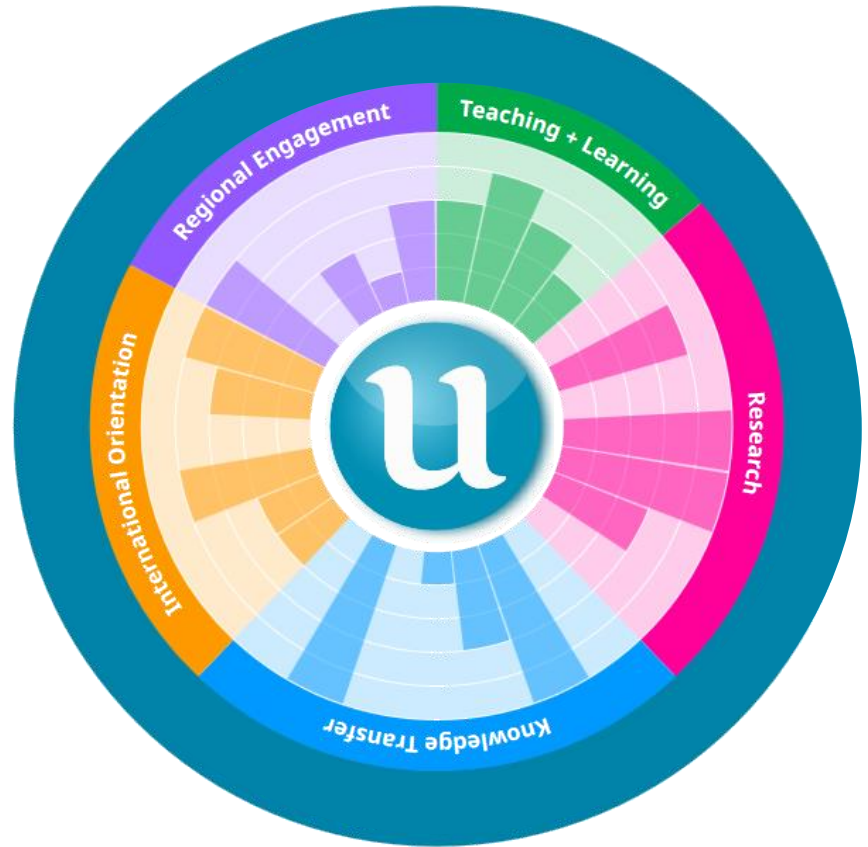 Teaching + Learning
Research
Knowledge Transfer
International Orientation
Regional Engagement
u